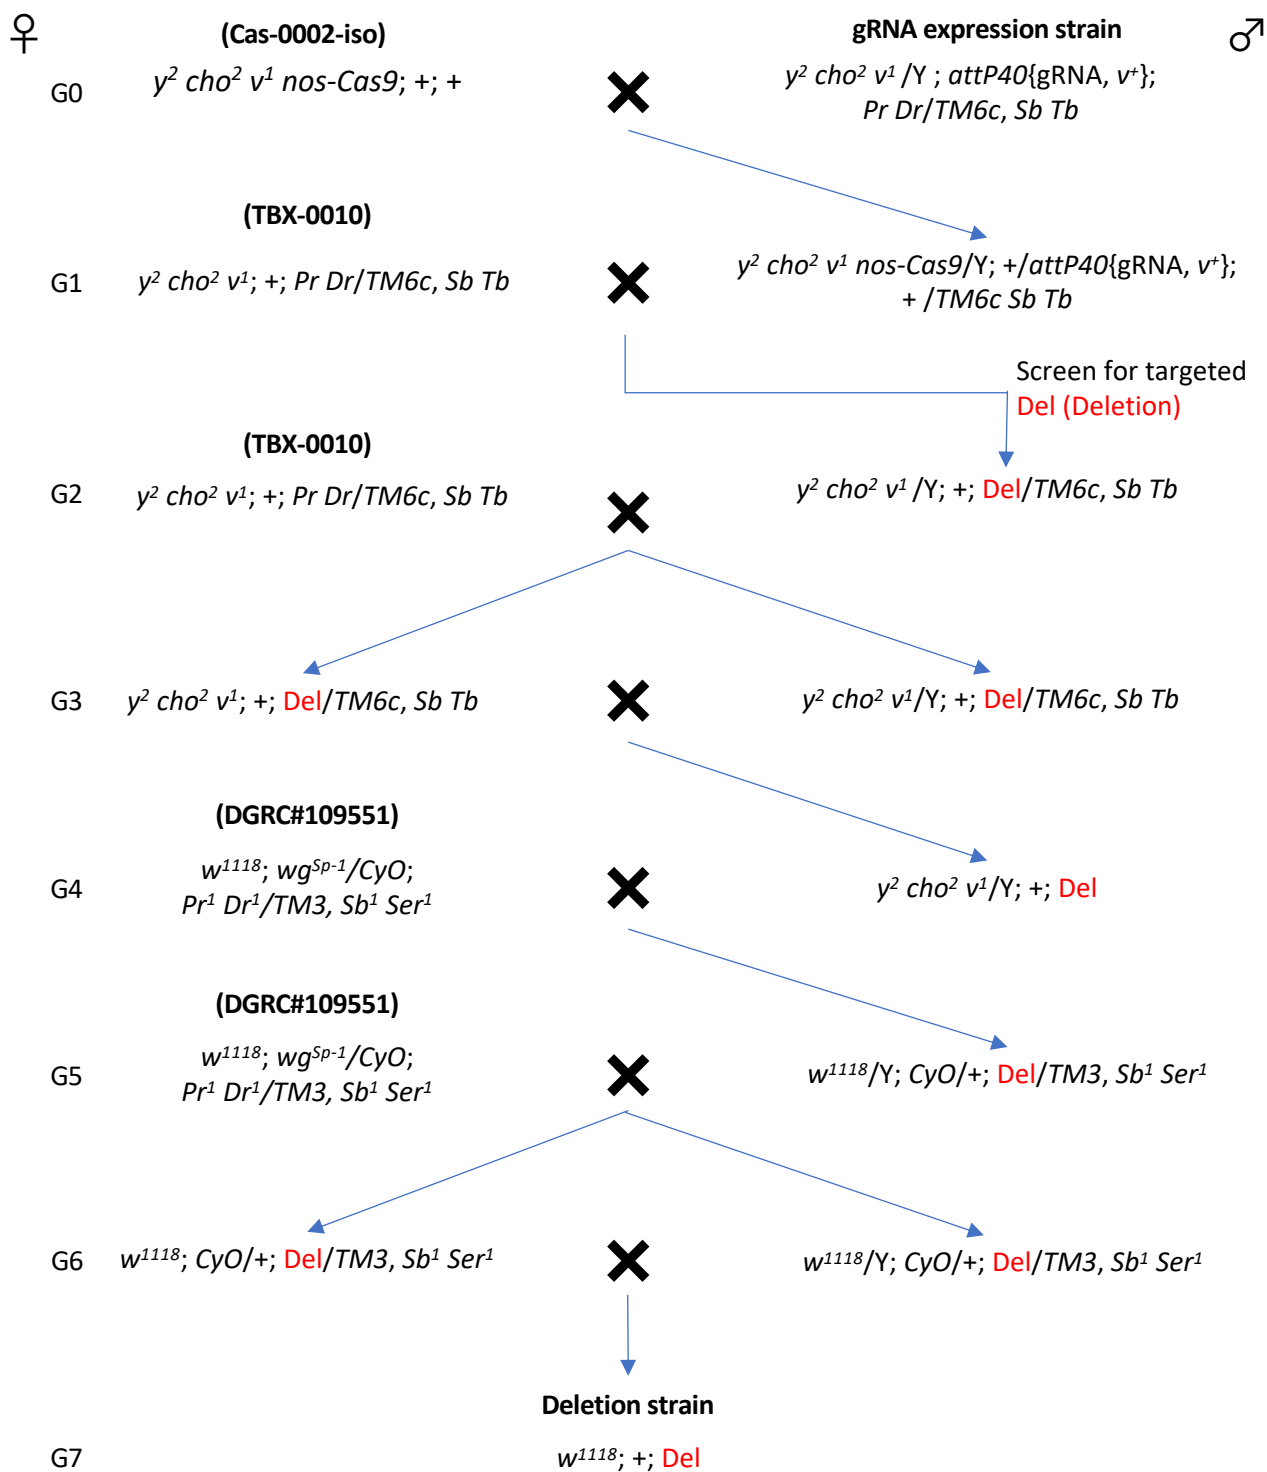 ♀ (Cas-0002-iso) gRNA expression strain ♂
G0 y² cho² v¹ nos-Cas9; +; + y² cho² v¹ /Y ; attP40{gRNA, v⁺};
Pr Dr/TM6c, Sb Tb
(TBX-0010)
G1 y² cho² v¹; +; Pr Dr/TM6c, Sb Tb y² cho² v¹ nos-Cas9/Y; +/attP40{gRNA, v⁺};
+ /TM6c Sb Tb
Screen for targeted
Del (Deletion)
(TBX-0010)
G2 y² cho² v¹; +; Pr Dr/TM6c, Sb Tb y² cho² v¹ /Y; +; Del/TM6c, Sb Tb
G3 y² cho² v¹; +; Del/TM6c, Sb Tb y² cho² v¹/Y; +; Del/TM6c, Sb Tb
(DGRC#109551)
w¹¹¹⁸; wgSp-1/CyO;
G4 Pr¹ Dr¹/TM3, Sb¹ Ser¹ y² cho² v¹/Y; +; Del
(DGRC#109551)
w¹¹¹⁸; wgSp-1/CyO;
G5 Pr¹ Dr¹/TM3, Sb¹ Ser¹ w¹¹¹⁸/Y; CyO/+; Del/TM3, Sb¹ Ser¹
G6 w¹¹¹⁸; CyO/+; Del/TM3, Sb¹ Ser¹ w¹¹¹⁸/Y; CyO/+; Del/TM3, Sb¹ Ser¹
Deletion strain
G7 w¹¹¹⁸; +; Del